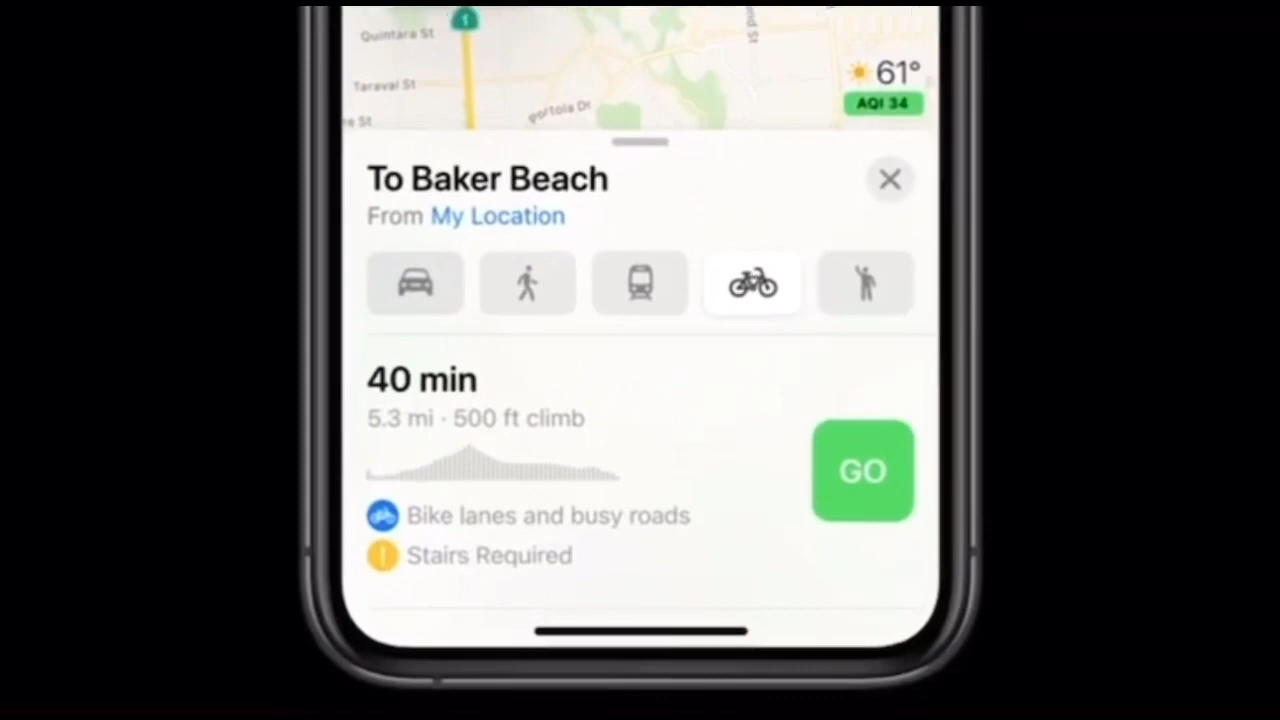 Quintara St
1
Taraval St
Portola Dr
61°
AQI 34
To Baker Beach
From My Location
40 min
5.3 mi · 500 ft climb
GO
Bike lanes and busy roads
Stairs Required